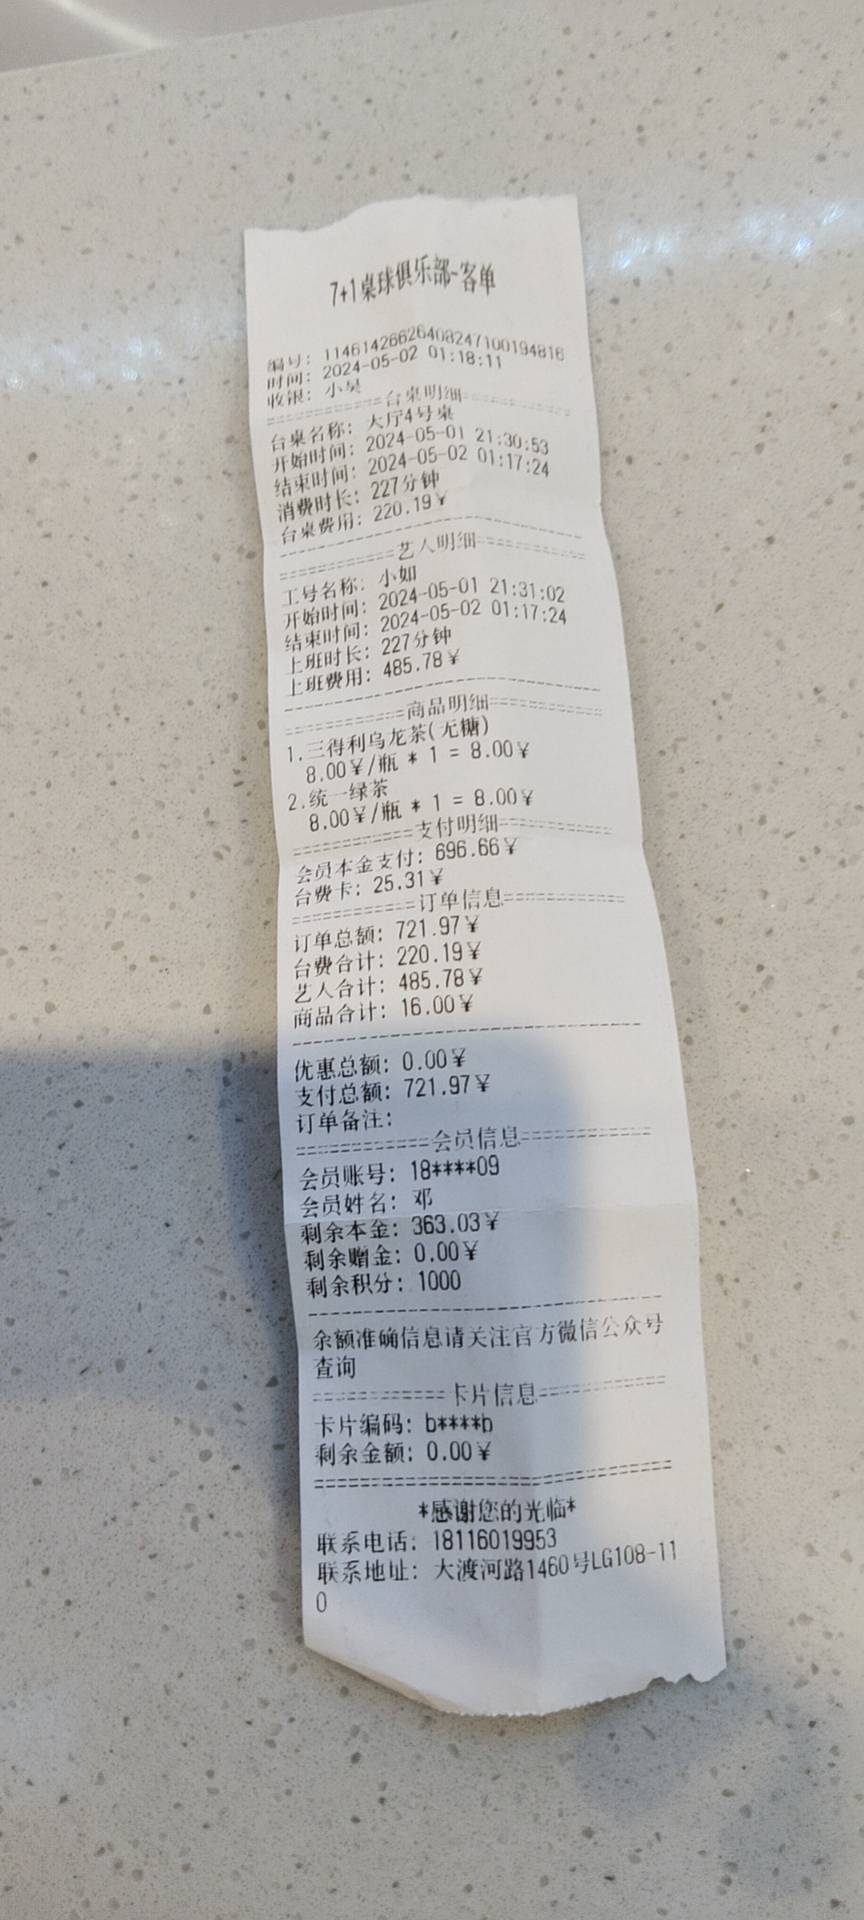 7+1桌球俱乐部-客单
编号: 11461426626408247100194816
时间: 2024-05-02 01:18:11
收银: 小吴
============台桌明细============
台桌名称: 大厅4号桌
开始时间: 2024-05-01 21:30:53
结束时间: 2024-05-02 01:17:24
消费时长: 227分钟
台桌费用: 220.19¥
--------------------------------
============艺人明细============
工号名称: 小如
开始时间: 2024-05-01 21:31:02
结束时间: 2024-05-02 01:17:24
上班时长: 227分钟
上班费用: 485.78¥
--------------------------------
============商品明细============
1.三得利乌龙茶(无糖)
8.00¥/瓶 * 1 = 8.00¥
2.统一绿茶
8.00¥/瓶 * 1 = 8.00¥
============支付明细============
会员本金支付: 696.66¥
台费卡: 25.31¥
============订单信息============
订单总额: 721.97¥
台费合计: 220.19¥
艺人合计: 485.78¥
商品合计: 16.00¥
--------------------------------
优惠总额: 0.00¥
支付总额: 721.97¥
订单备注:
============会员信息============
会员账号: 18****09
会员姓名: 邓
剩余本金: 363.03¥
剩余赠金: 0.00¥
剩余积分: 1000
--------------------------------
余额准确信息请关注官方微信公众号
查询
============卡片信息============
卡片编码: b****b
剩余金额: 0.00¥
================================
*感谢您的光临*
联系电话: 18116019953
联系地址: 大渡河路1460号LG108-11
0